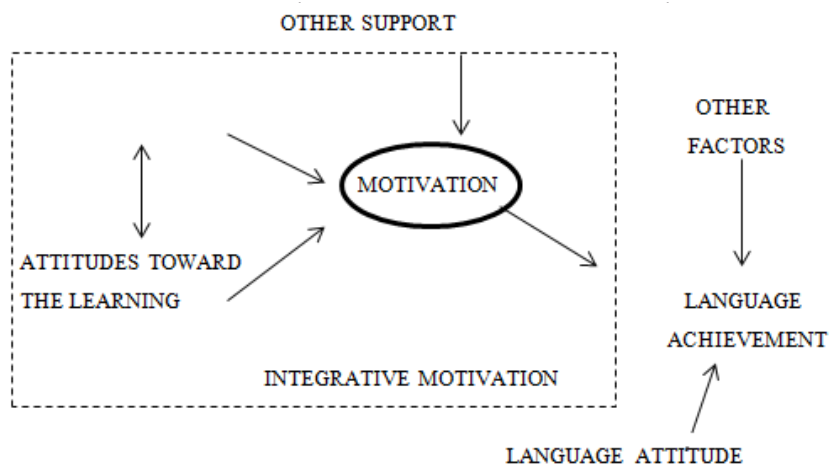 OTHER SUPPORT
OTHER
FACTORS
MOTIVATION
ATTITUDES TOWARD
THE LEARNING
LANGUAGE
ACHIEVEMENT
INTEGRATIVE MOTIVATION
LANGUAGE ATTITUDE